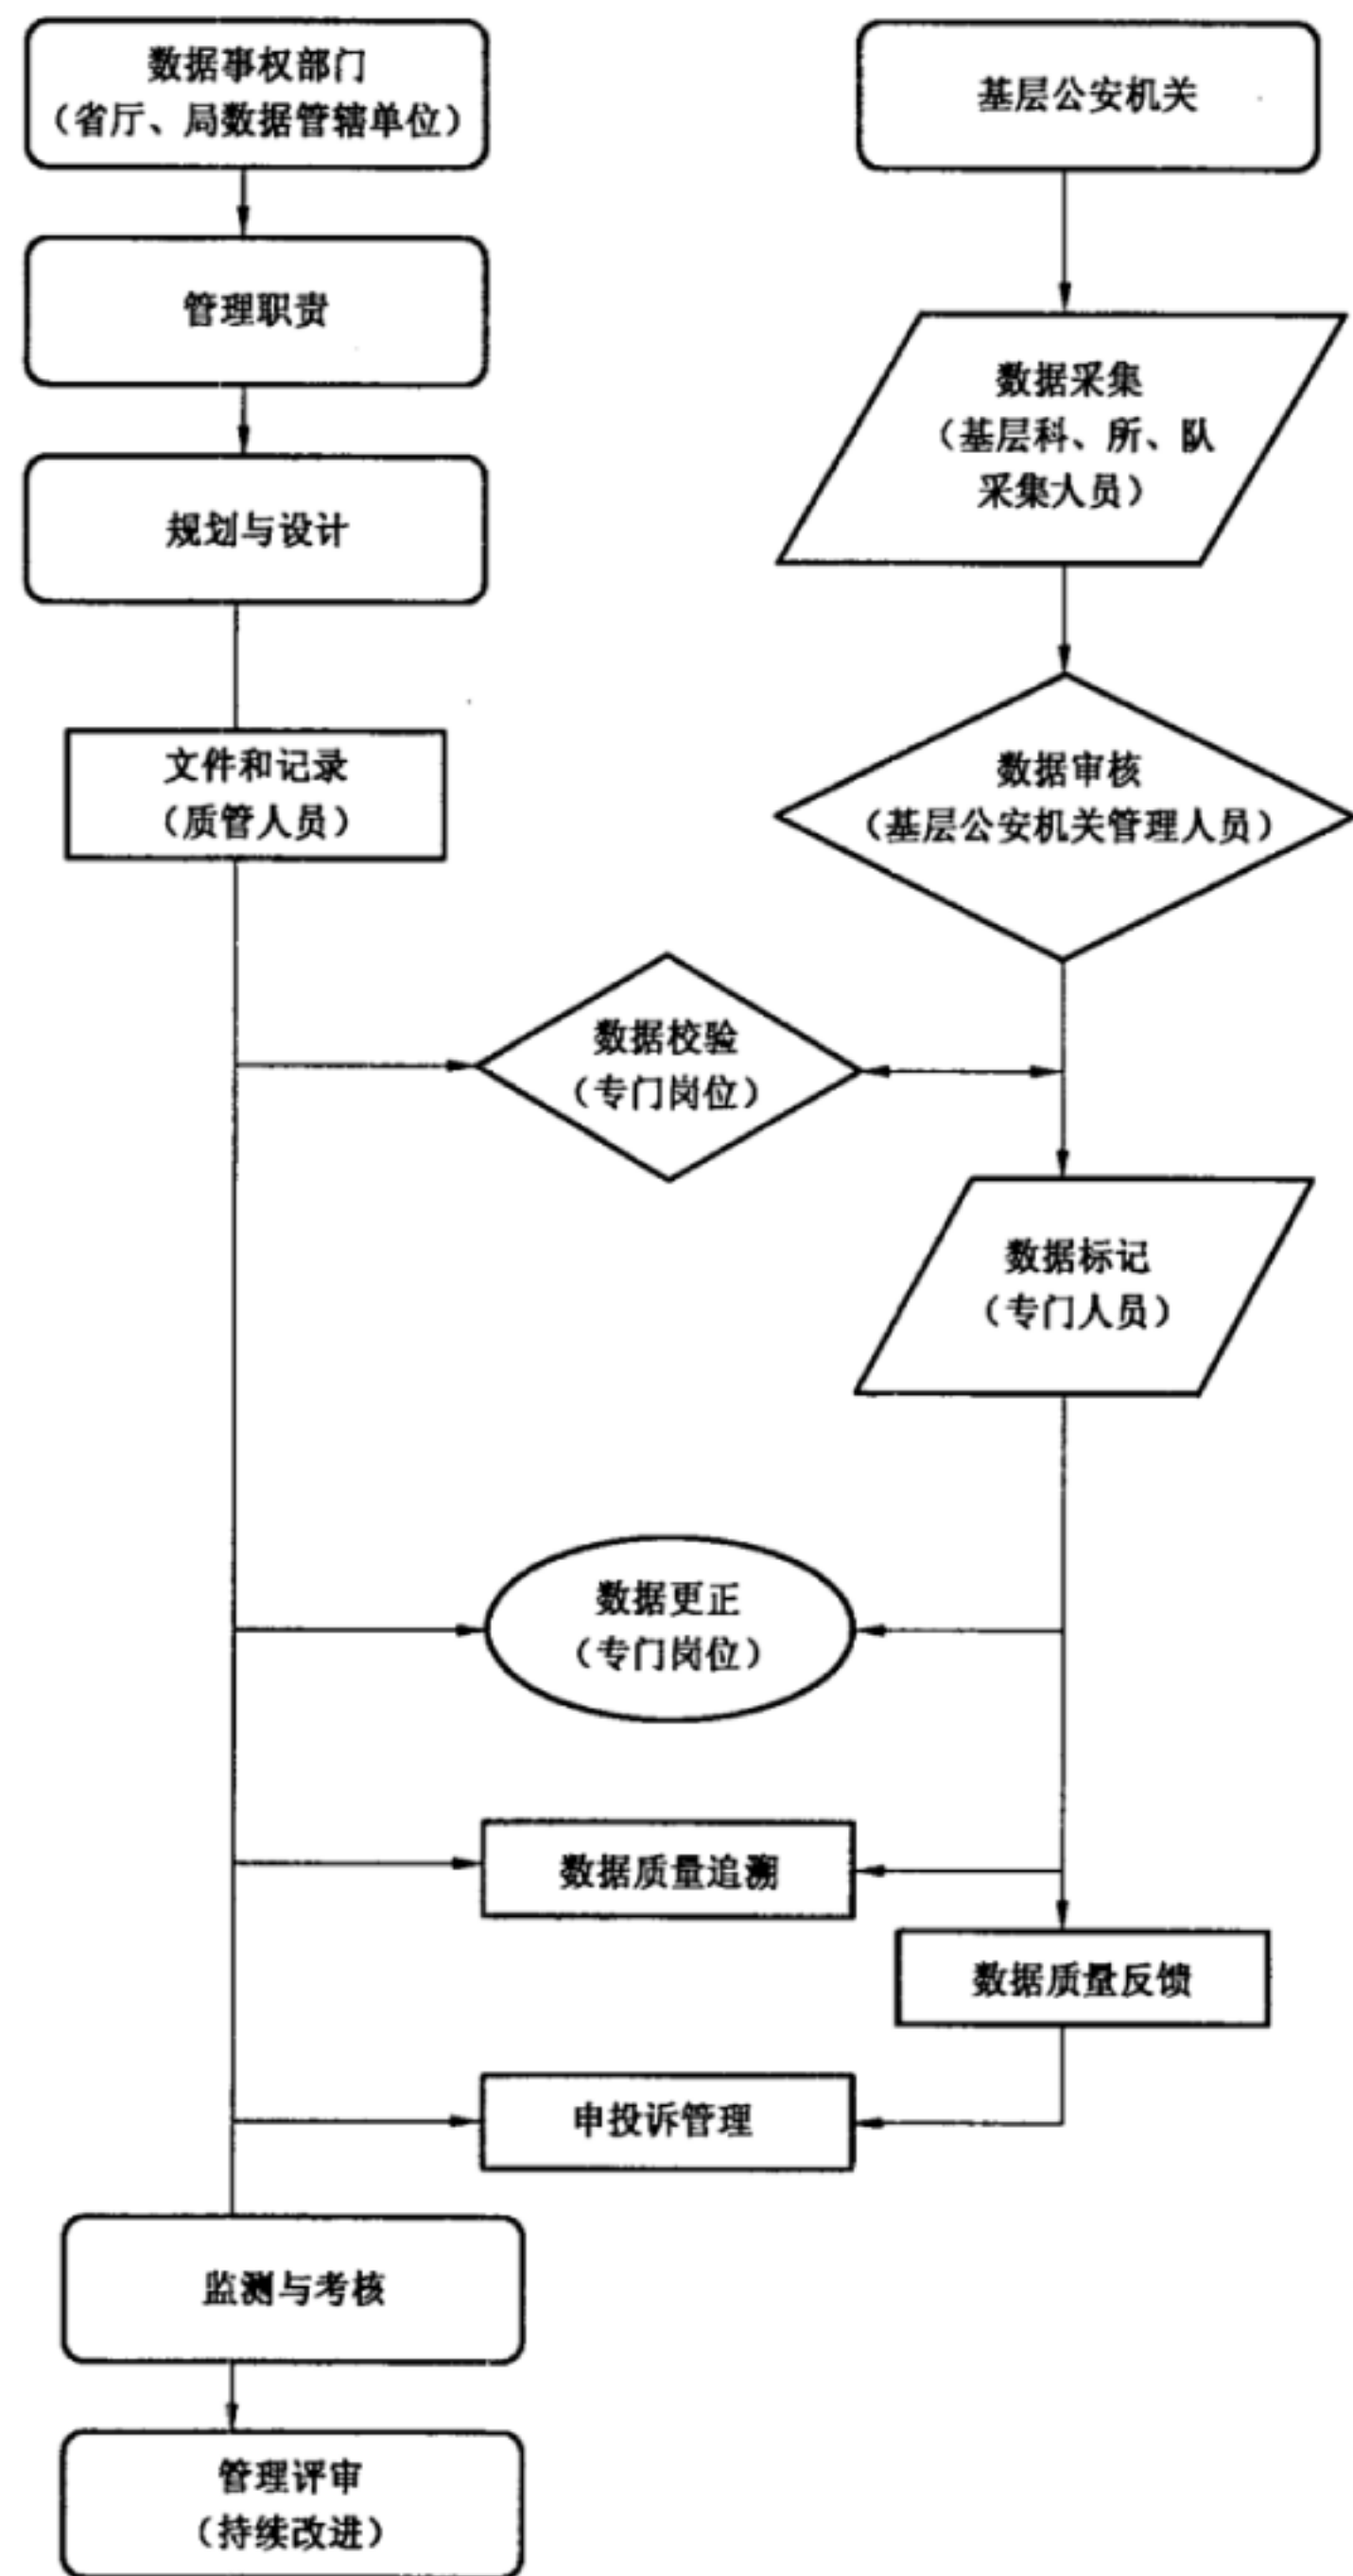 数据事权部门
（省厅、局数据管辖单位）
基层公安机关
管理职责
数据采集
（基层科、所、队
采集人员）
规划与设计
文件和记录
（质管人员）
数据审核
（基层公安机关管理人员）
数据校验
（专门岗位）
数据标记
（专门人员）
数据更正
（专门岗位）
数据质量追溯
数据质量反馈
申投诉管理
监测与考核
管理评审
（持续改进）